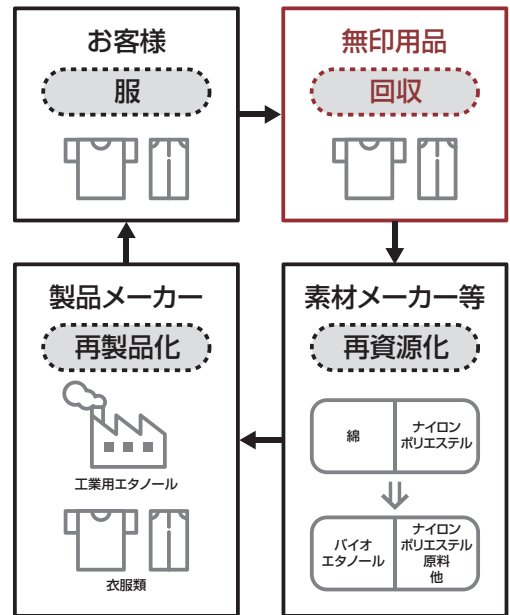 お客様
服
無印用品
回収
製品メーカー
再製品化
工業用エタノール
衣服類
素材メーカー等
再資源化
綿
ナイロン
ポリエステル
バイオ
エタノール
ナイロン
ポリエステル
原料
他